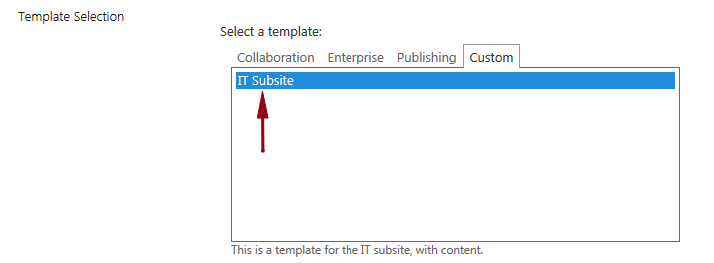 Template Selection
Select a template:
Collaboration Enterprise Publishing Custom
IT Subsite
This is a template for the IT subsite, with content.